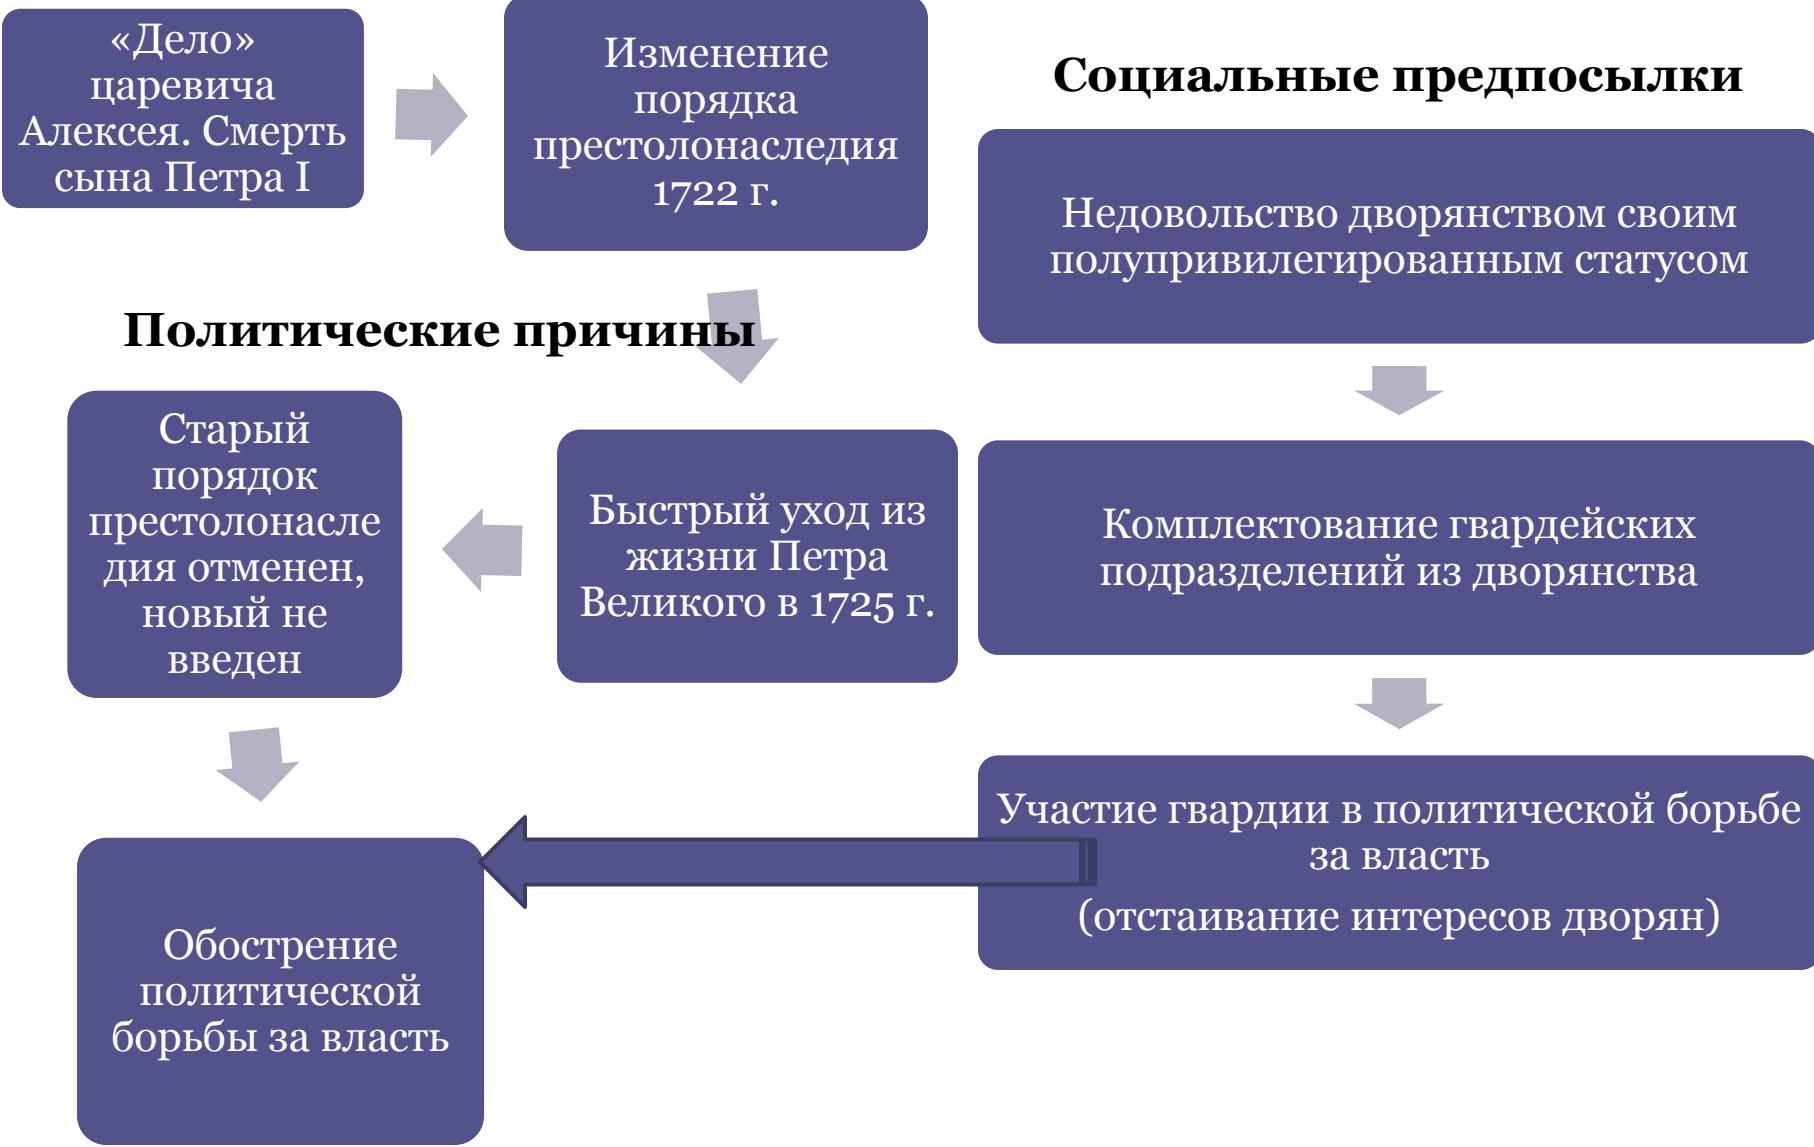 «Дело»
царевича
Алексея. Смерть
сына Петра I
Изменение
порядка
престолонаследия
1722 г.
Политические причины
Быстрый уход из
жизни Петра
Великого в 1725 г.
Старый
порядок
престолонасле
дия отменен,
новый не
введен
Обострение
политической
борьбы за власть
Социальные предпосылки
Недовольство дворянством своим
полупривилегированным статусом
Комплектование гвардейских
подразделений из дворянства
Участие гвардии в политической борьбе
за власть
(отстаивание интересов дворян)